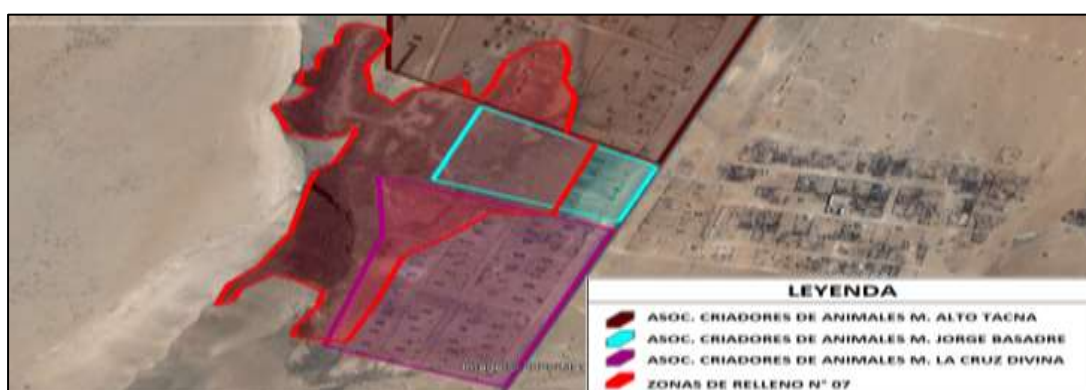 LEYENDA
ASOC. CRIADORES DE ANIMALES M. ALTO TACNA
ASOC. CRIADORES DE ANIMALES M. JORGE BASADRE
ASOC. CRIADORES DE ANIMALES M. LA CRUZ DIVINA
ZONAS DE RELLENO N° 07